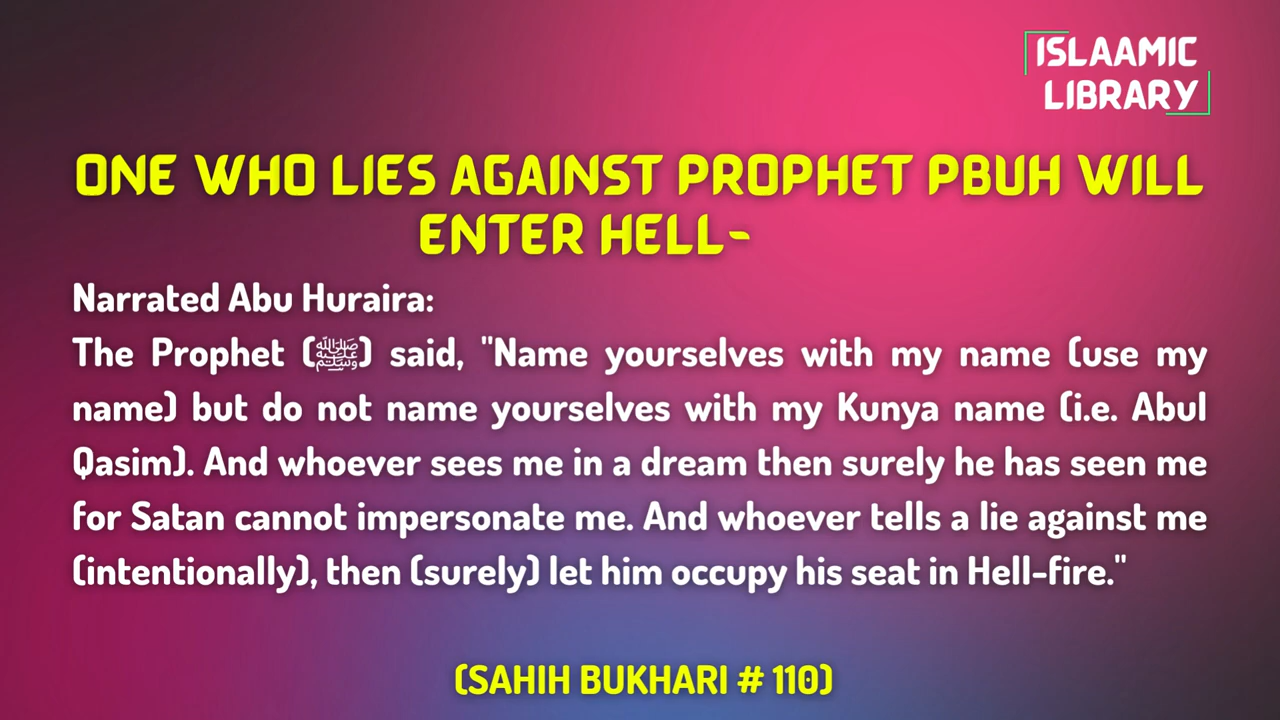 ISLAAMIC
LIBRARY
ONE WHO LIES AGAINST PROPHET PBUH WILL
ENTER HELL-
Narrated Abu Huraira:
The Prophet (ﷺ) said, "Name yourselves with my name (use my
name) but do not name yourselves with my Kunya name (i.e. Abul
Qasim). And whoever sees me in a dream then surely he has seen me
for Satan cannot impersonate me. And whoever tells a lie against me
(intentionally), then (surely) let him occupy his seat in Hell-fire."
(SAHIH BUKHARI # 110)